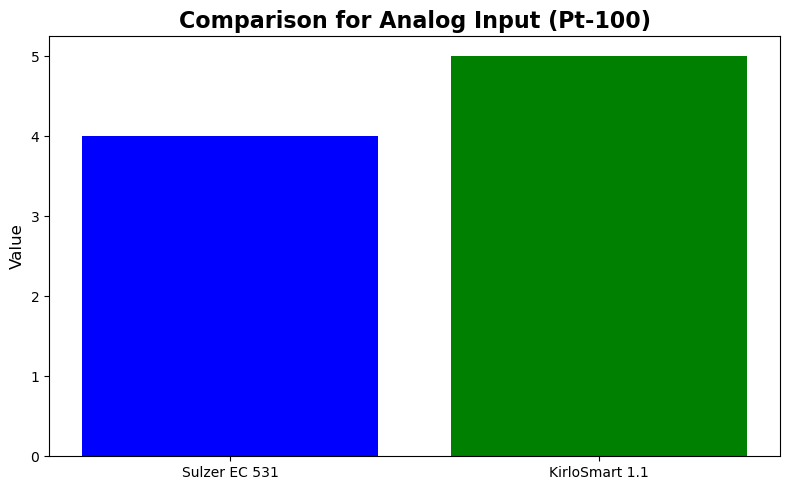 Comparison for Analog Input (Pt-100)
Value
5
4
3
2
1
0
Sulzer EC 531
KirloSmart 1.1